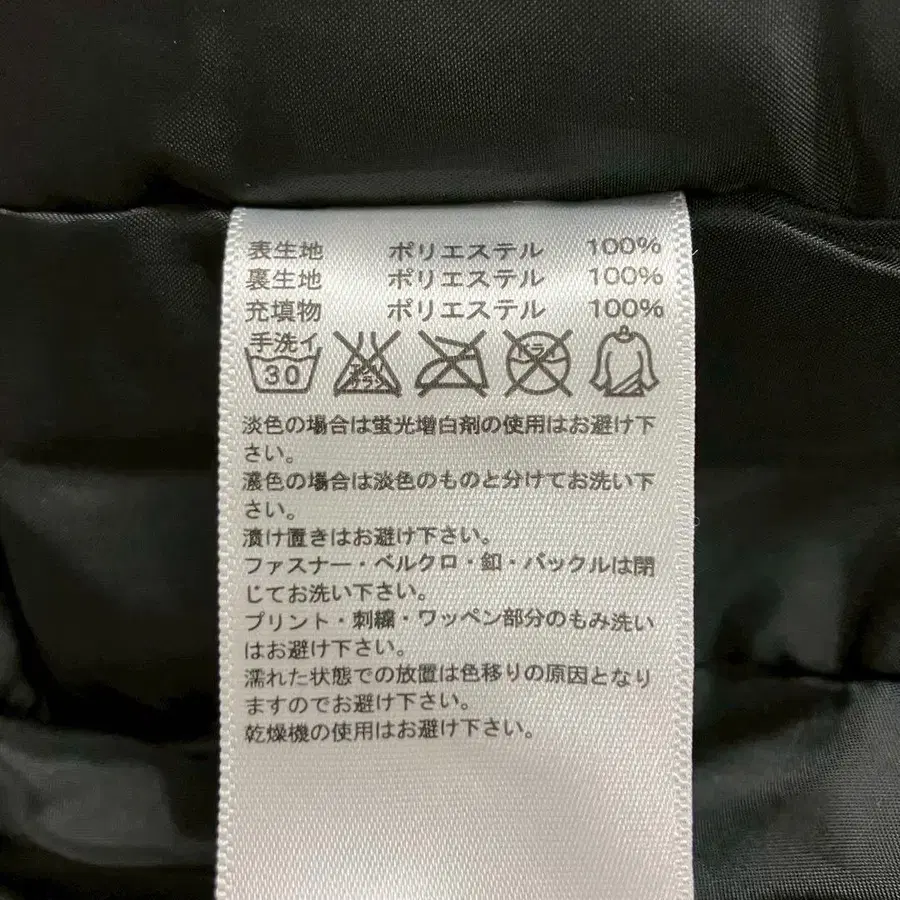 表生地 ポリエステル 100%
裏生地 ポリエステル 100%
充填物 ポリエステル 100%
手洗イ
30
エンソ
サラシ
ドライ
淡色の場合は蛍光増白剤の使用はお避け下
さい。
濃色の場合は淡色のものと分けてお洗い下
さい。
漬け置きはお避け下さい。
ファスナー・ベルクロ・釦・バックルは閉
じてお洗い下さい。
プリント・刺繍・ワッペン部分のもみ洗い
はお避け下さい。
濡れた状態での放置は色移りの原因となり
ますのでお避け下さい。
乾燥機の使用はお避け下さい。